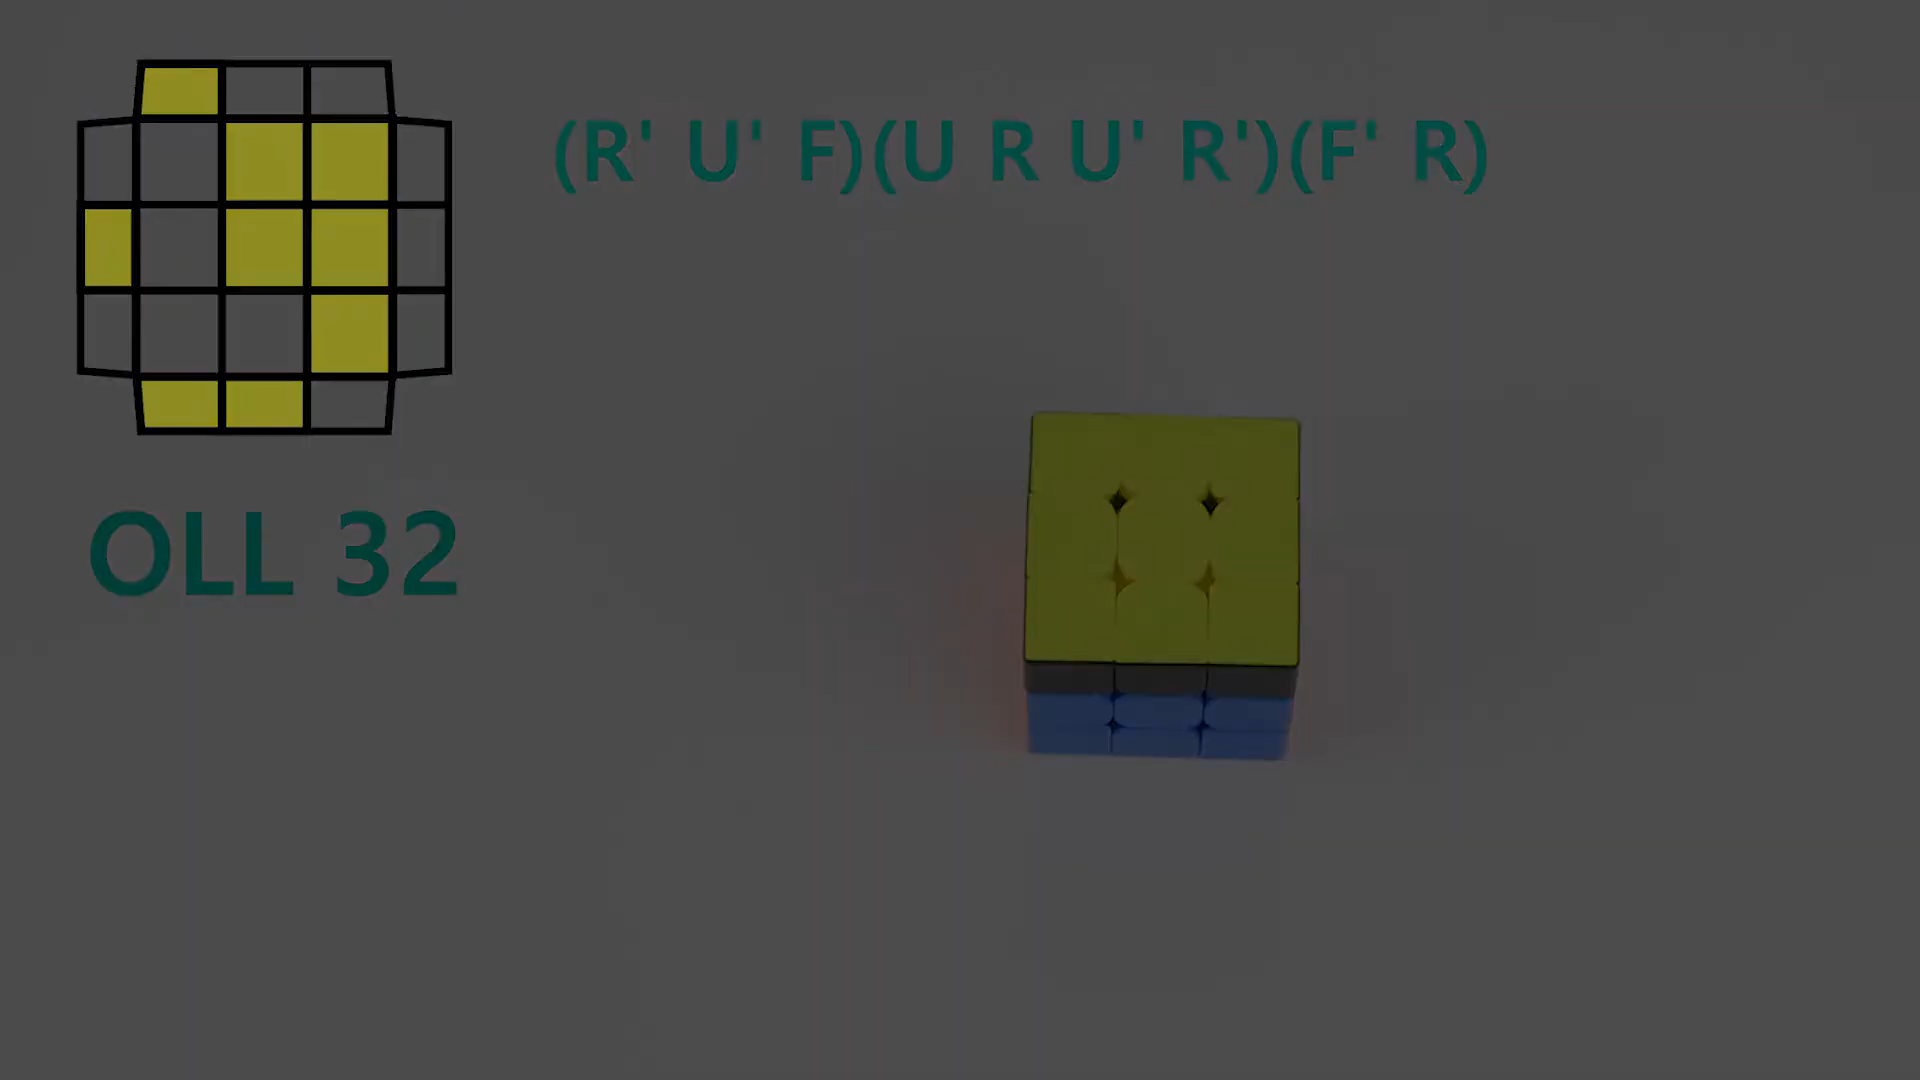 (R' U' F)(U R U' R')(F' R)
OLL 32